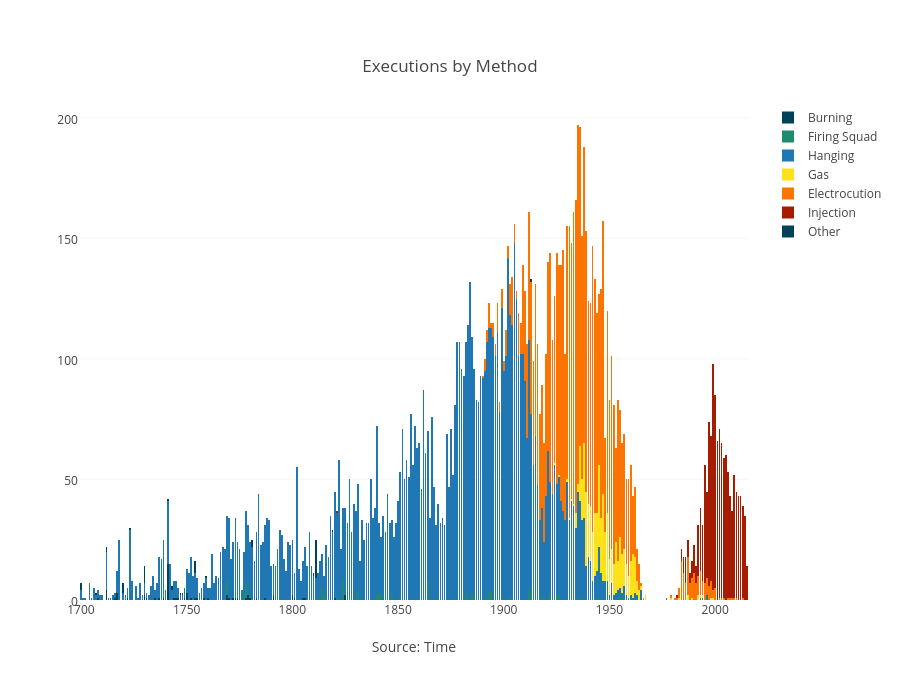 Executions by Method
200
150
100
50
0
1700
1750
1800
1850
1900
1950
2000
Burning
Firing Squad
Hanging
Gas
Electrocution
Injection
Other
Source: Time